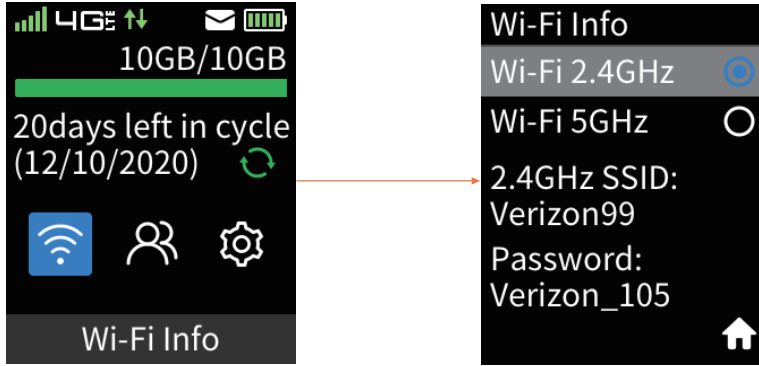 4G LTE
10GB/10GB
20days left in cycle
(12/10/2020)
Wi-Fi Info
Wi-Fi Info
Wi-Fi 2.4GHz
Wi-Fi 5GHz
2.4GHz SSID:
Verizon99
Password:
Verizon_105